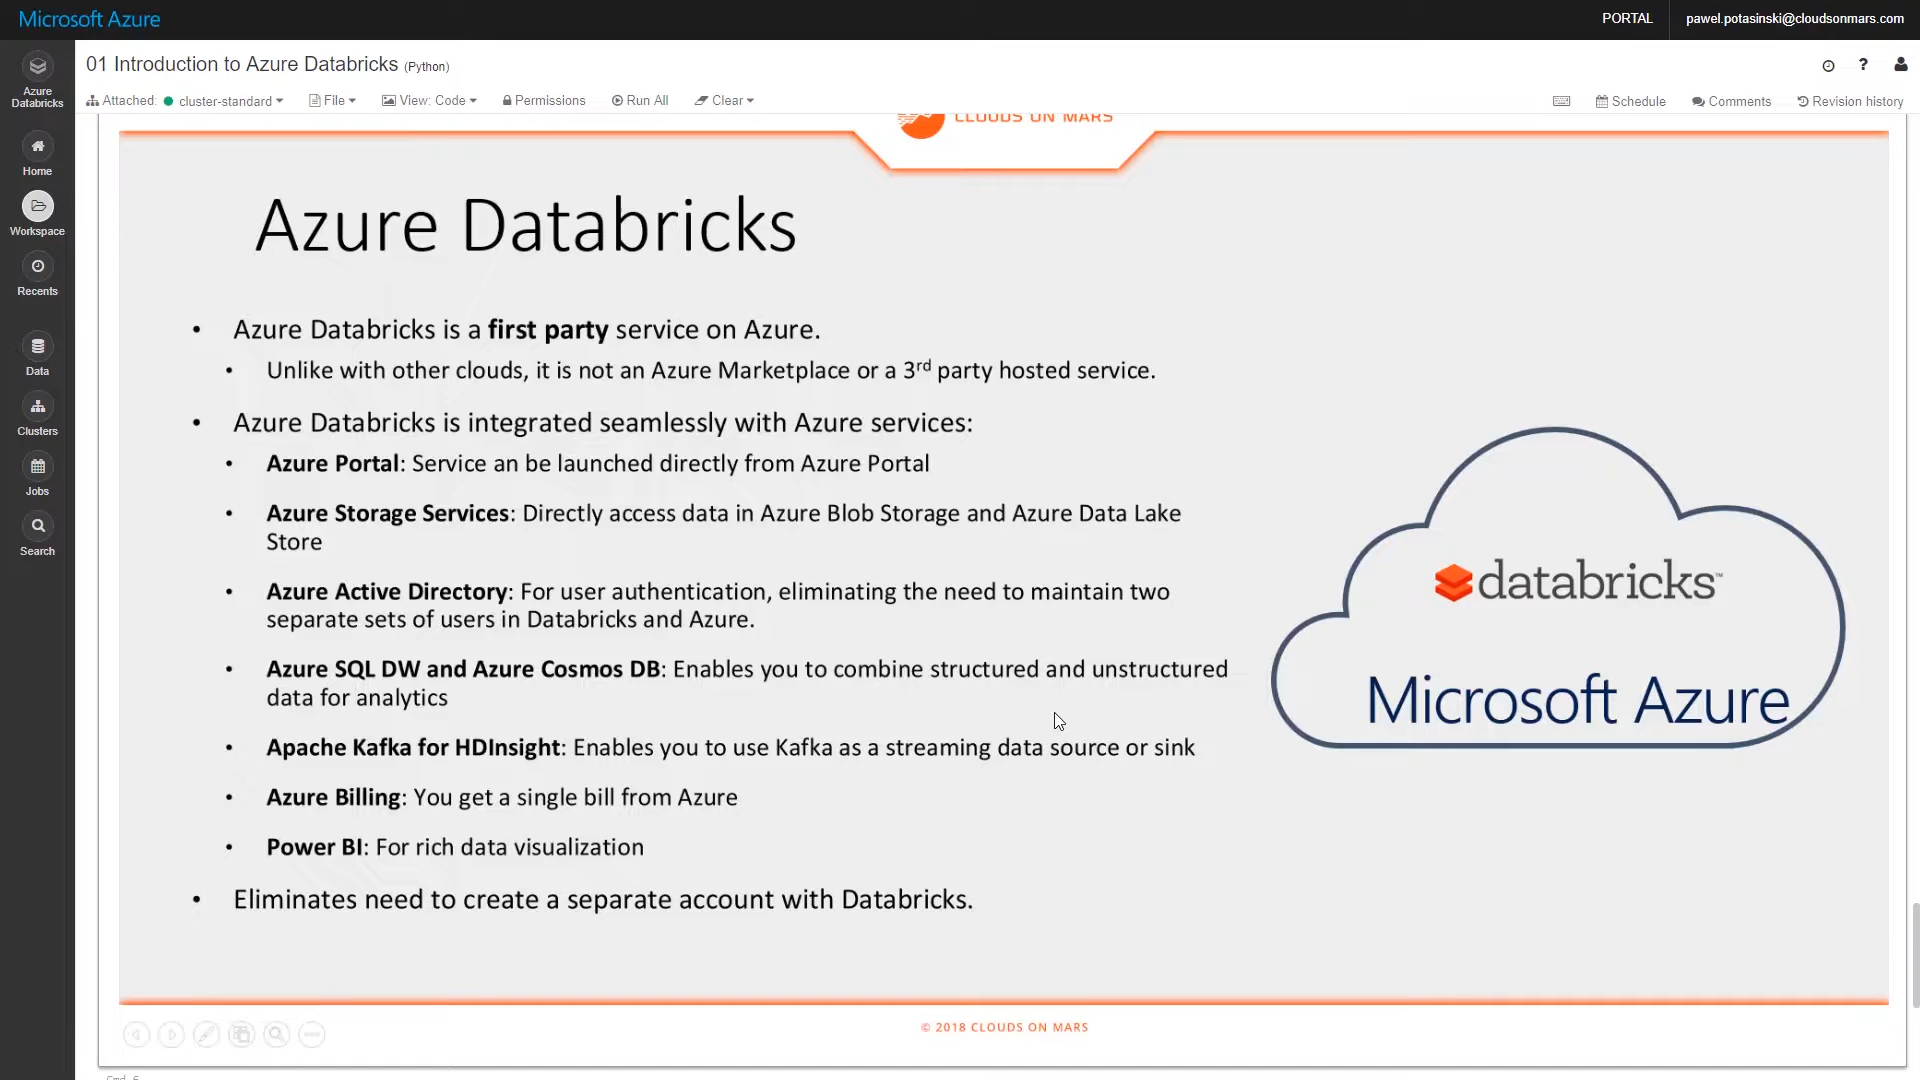 Microsoft Azure
PORTAL
pawel.potasinski@cloudsonmars.com
Azure
Databricks
Home
Workspace
Recents
Data
Clusters
Jobs
Search
01 Introduction to Azure Databricks (Python)
?
Attached: cluster-standard
File
View: Code
Permissions
Run All
Clear
Schedule
Comments
Revision history
CLOUDS ON MARS
Azure Databricks
• Azure Databricks is a first party service on Azure.
• Unlike with other clouds, it is not an Azure Marketplace or a 3rd party hosted service.
• Azure Databricks is integrated seamlessly with Azure services:
• Azure Portal: Service an be launched directly from Azure Portal
• Azure Storage Services: Directly access data in Azure Blob Storage and Azure Data Lake
Store
• Azure Active Directory: For user authentication, eliminating the need to maintain two
separate sets of users in Databricks and Azure.
• Azure SQL DW and Azure Cosmos DB: Enables you to combine structured and unstructured
data for analytics
• Apache Kafka for HDInsight: Enables you to use Kafka as a streaming data source or sink
• Azure Billing: You get a single bill from Azure
• Power BI: For rich data visualization
• Eliminates need to create a separate account with Databricks.
databricks™
Microsoft Azure
© 2018 CLOUDS ON MARS